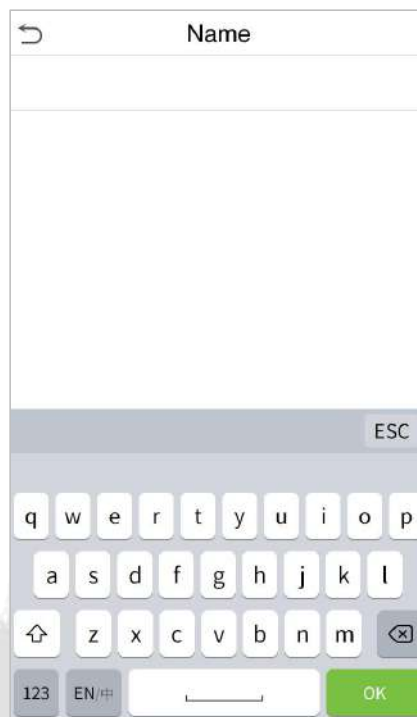 Name
ESC
q w e r t y u i o p
a s d f g h j k l
z x c v b n m
123 EN/中 OK